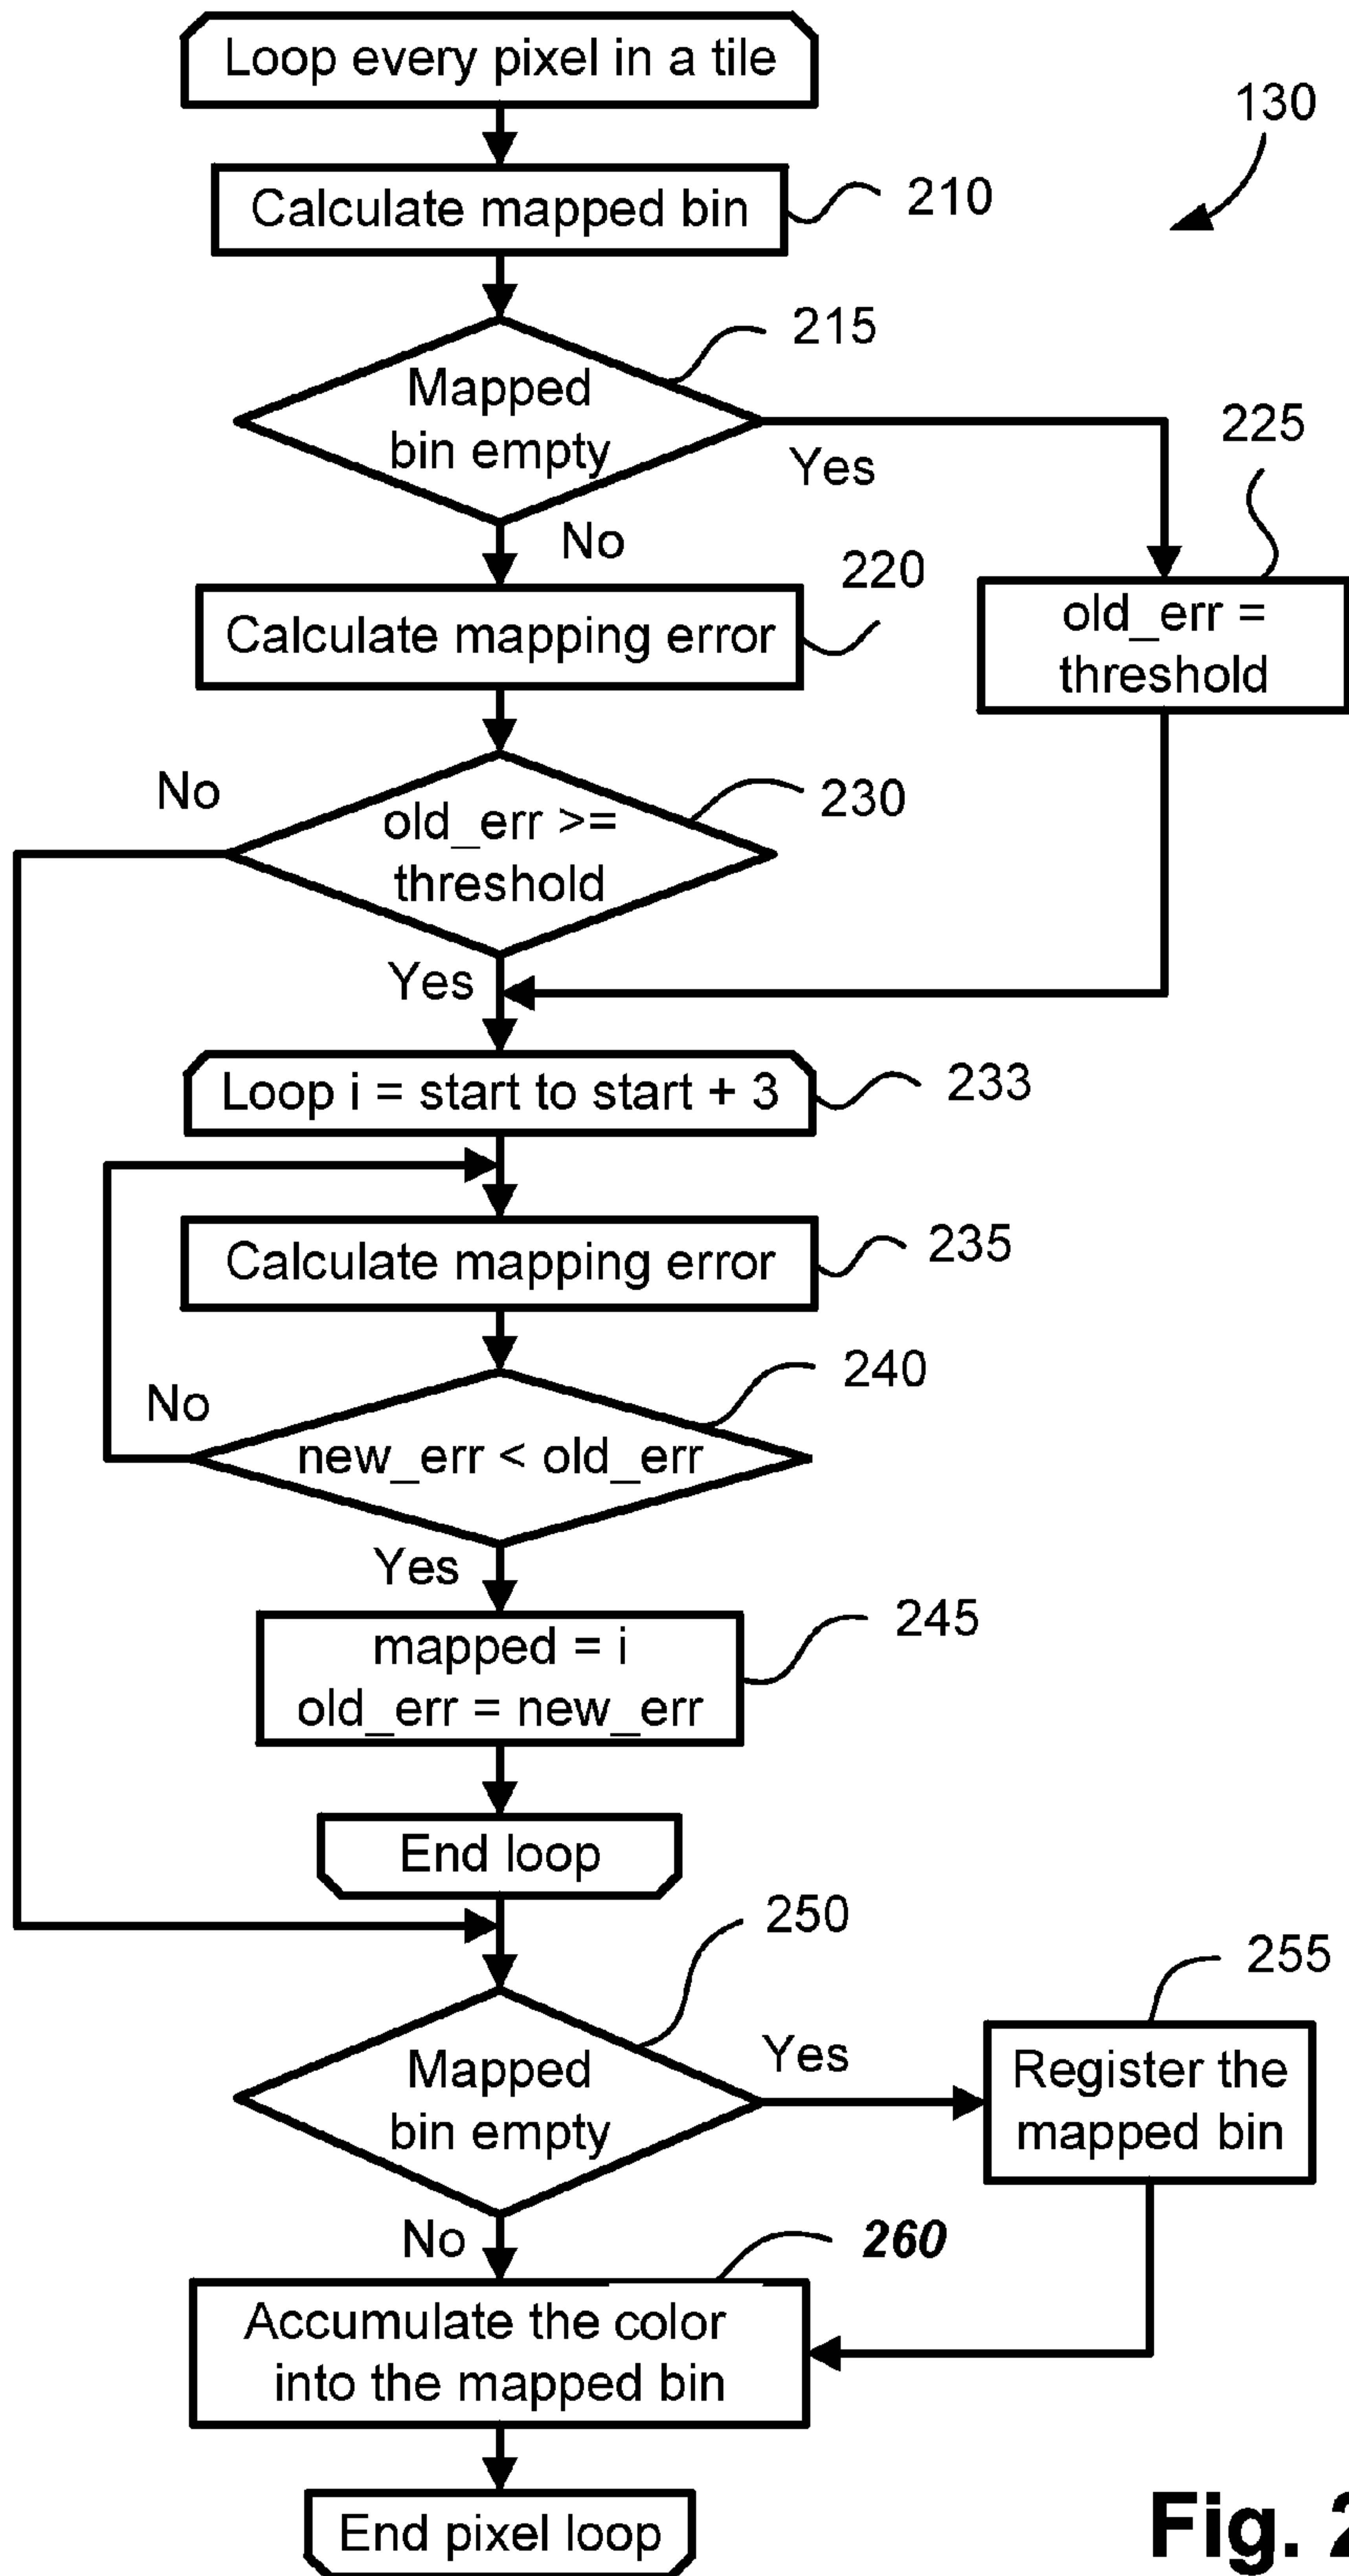 Loop every pixel in a tile
130
Calculate mapped bin
210
215
Mapped
bin empty
Yes
No
225
220
Calculate mapping error
old_err =
threshold
No
230
old_err >=
threshold
Yes
Loop i = start to start + 3
233
Calculate mapping error
235
240
No
new_err < old_err
Yes
245
mapped = i
old_err = new_err
End loop
250
255
Mapped
bin empty
Yes
Register the
mapped bin
No
260
Accumulate the color
into the mapped bin
End pixel loop
Fig. 2